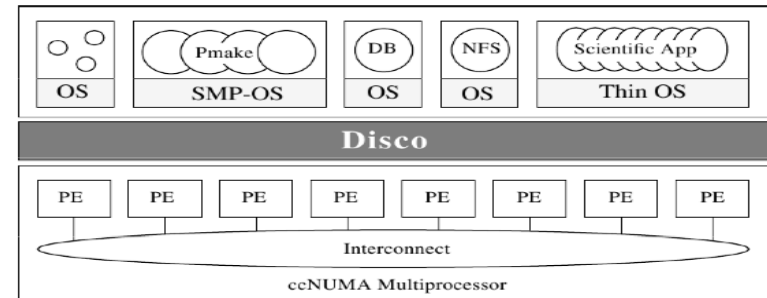 Pmake
DB
NFS
Scientific App
OS
SMP-OS
OS
OS
Thin OS
Disco
PE
PE
PE
PE
PE
PE
PE
PE
Interconnect
ccNUMA Multiprocessor